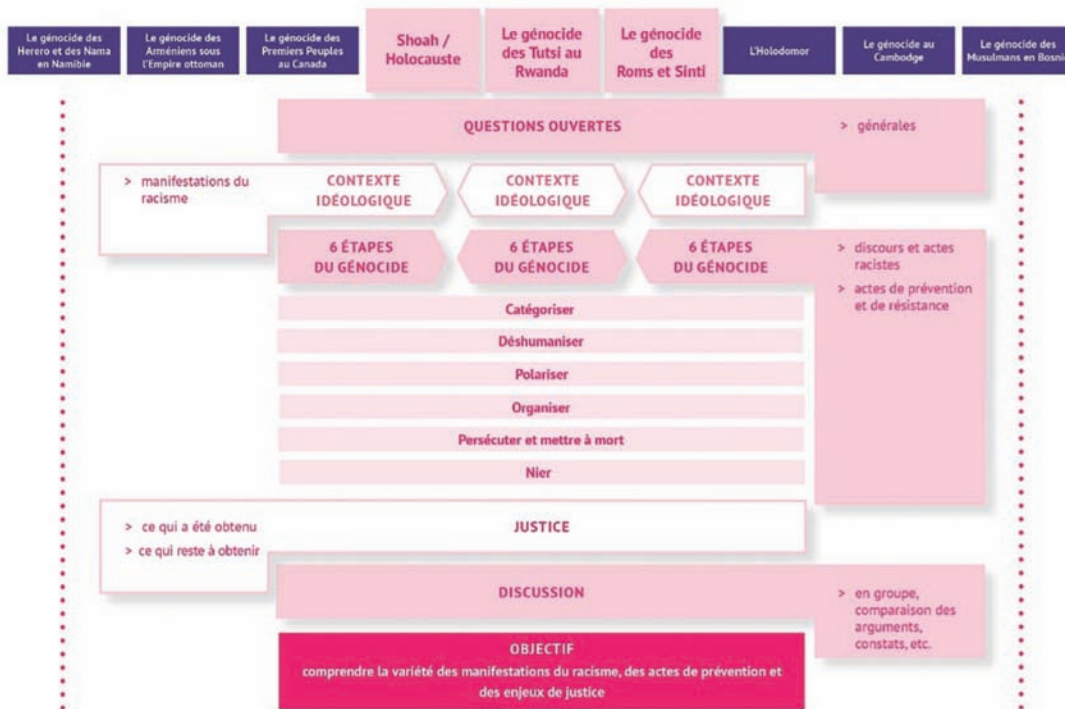 Le génocide des
Herero et des Nama
en Namibie
Le génocide des
Arméniens sous
l'Empire ottoman
Le génocide des
Premiers Peuples
au Canada
Shoah /
Holocauste
Le génocide
des Tutsi au
Rwanda
Le génocide
des
Roms et Sinti
L'Holodomor
Le génocide au
Cambodge
Le génocide des
Musulmans en Bosnie
QUESTIONS OUVERTES
> générales
> manifestations du
racisme
CONTEXTE
IDÉOLOGIQUE
CONTEXTE
IDÉOLOGIQUE
CONTEXTE
IDÉOLOGIQUE
6 ÉTAPES
DU GÉNOCIDE
6 ÉTAPES
DU GÉNOCIDE
6 ÉTAPES
DU GÉNOCIDE
> discours et actes
racistes
> actes de prévention
et de résistance
Catégoriser
Déshumaniser
Polariser
Organiser
Persécuter et mettre à mort
Nier
> ce qui a été obtenu
> ce qui reste à obtenir
JUSTICE
DISCUSSION
> en groupe,
comparaison des
arguments,
constats, etc.
OBJECTIF
comprendre la variété des manifestations du racisme, des actes de prévention et
des enjeux de justice